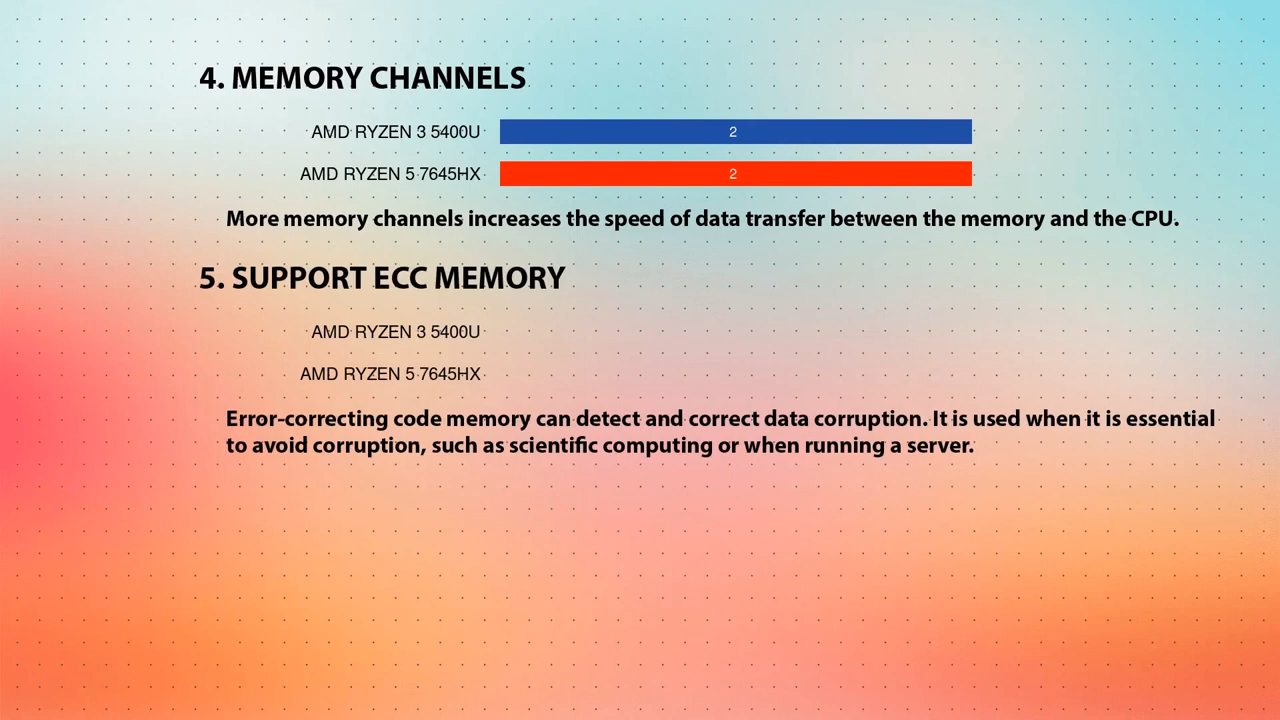 4. MEMORY CHANNELS
AMD RYZEN 3 5400U
2
AMD RYZEN 5 7645HX
2
More memory channels increases the speed of data transfer between the memory and the CPU.
5. SUPPORT ECC MEMORY
AMD RYZEN 3 5400U
AMD RYZEN 5 7645HX
Error-correcting code memory can detect and correct data corruption. It is used when it is essential
to avoid corruption, such as scientific computing or when running a server.